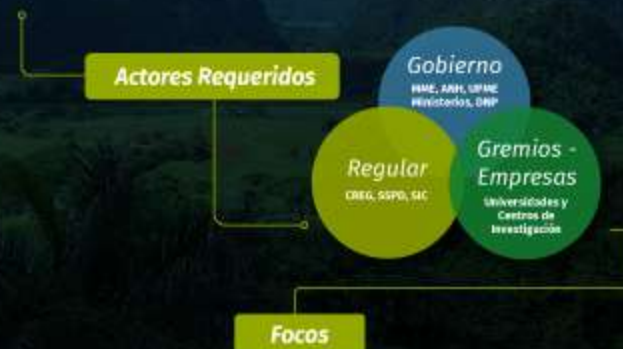 Actores Requeridos
Gobierno
MME, ANH, UPME
Ministerios, DNP
Regular
CREG, SSPD, SIC
Gremios -
Empresas
Universidades y
Centros de
Investigación
Focos